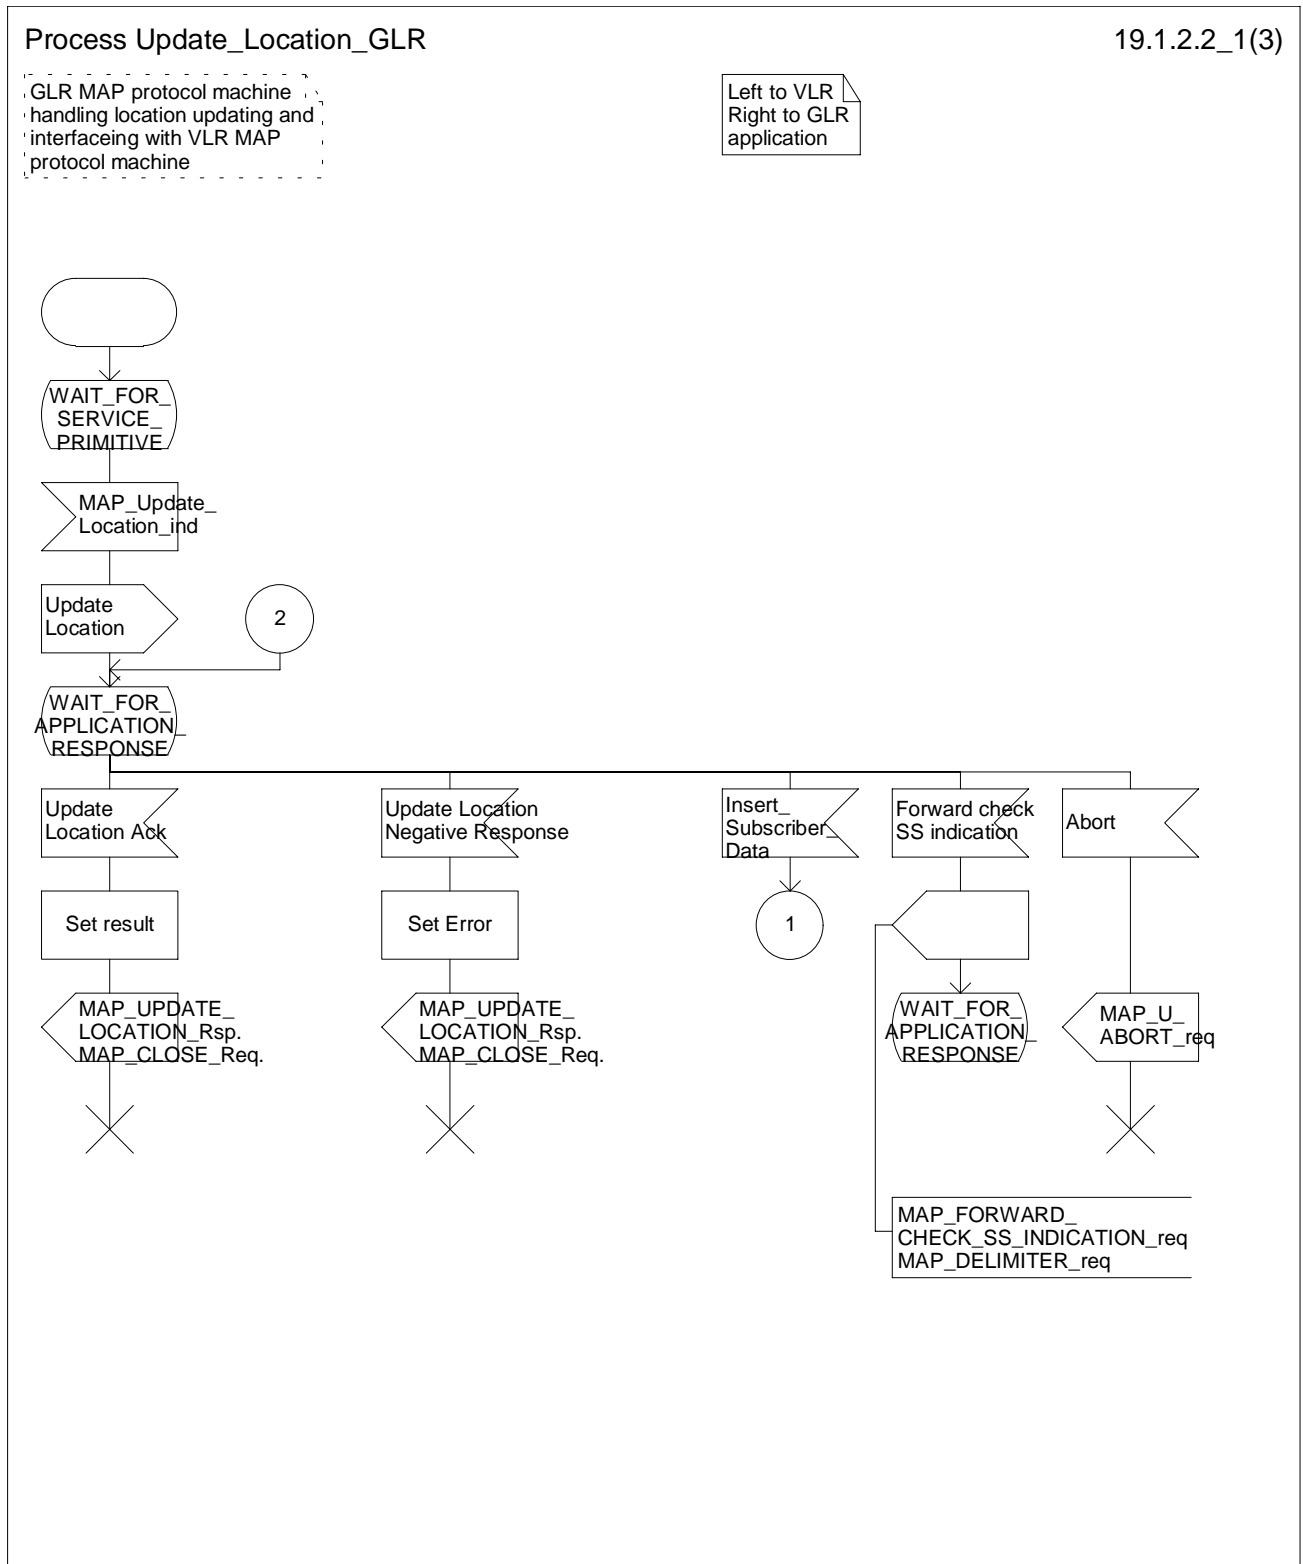 Process Update_Location_GLR
19.1.2.2_1(3)
GLR MAP protocol machine
handling location updating and
interfaceing with VLR MAP
protocol machine
Left to VLR
Right to GLR
application
WAIT_FOR_
SERVICE_
PRIMITIVE
MAP_Update_
Location_ind
Update
Location
2
WAIT_FOR_
APPLICATION_
RESPONSE
Update
Location Ack
Update Location
Negative Response
Insert_
Subscriber_
Data
Forward check
SS indication
Abort
Set result
Set Error
1
MAP_UPDATE_
LOCATION_Rsp.
MAP_CLOSE_Req.
MAP_UPDATE_
LOCATION_Rsp.
MAP_CLOSE_Req.
WAIT_FOR_
APPLICATION_
RESPONSE
MAP_U_
ABORT_req
MAP_FORWARD_
CHECK_SS_INDICATION_req
MAP_DELIMITER_req